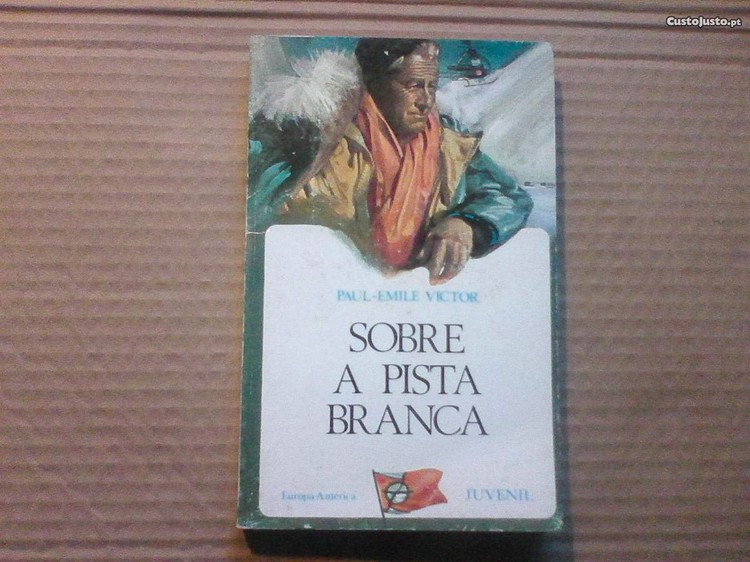 CustoJusto.pt
PAUL-EMILE VICTOR
SOBRE
A PISTA
BRANCA
Europa-América
JUVENIL